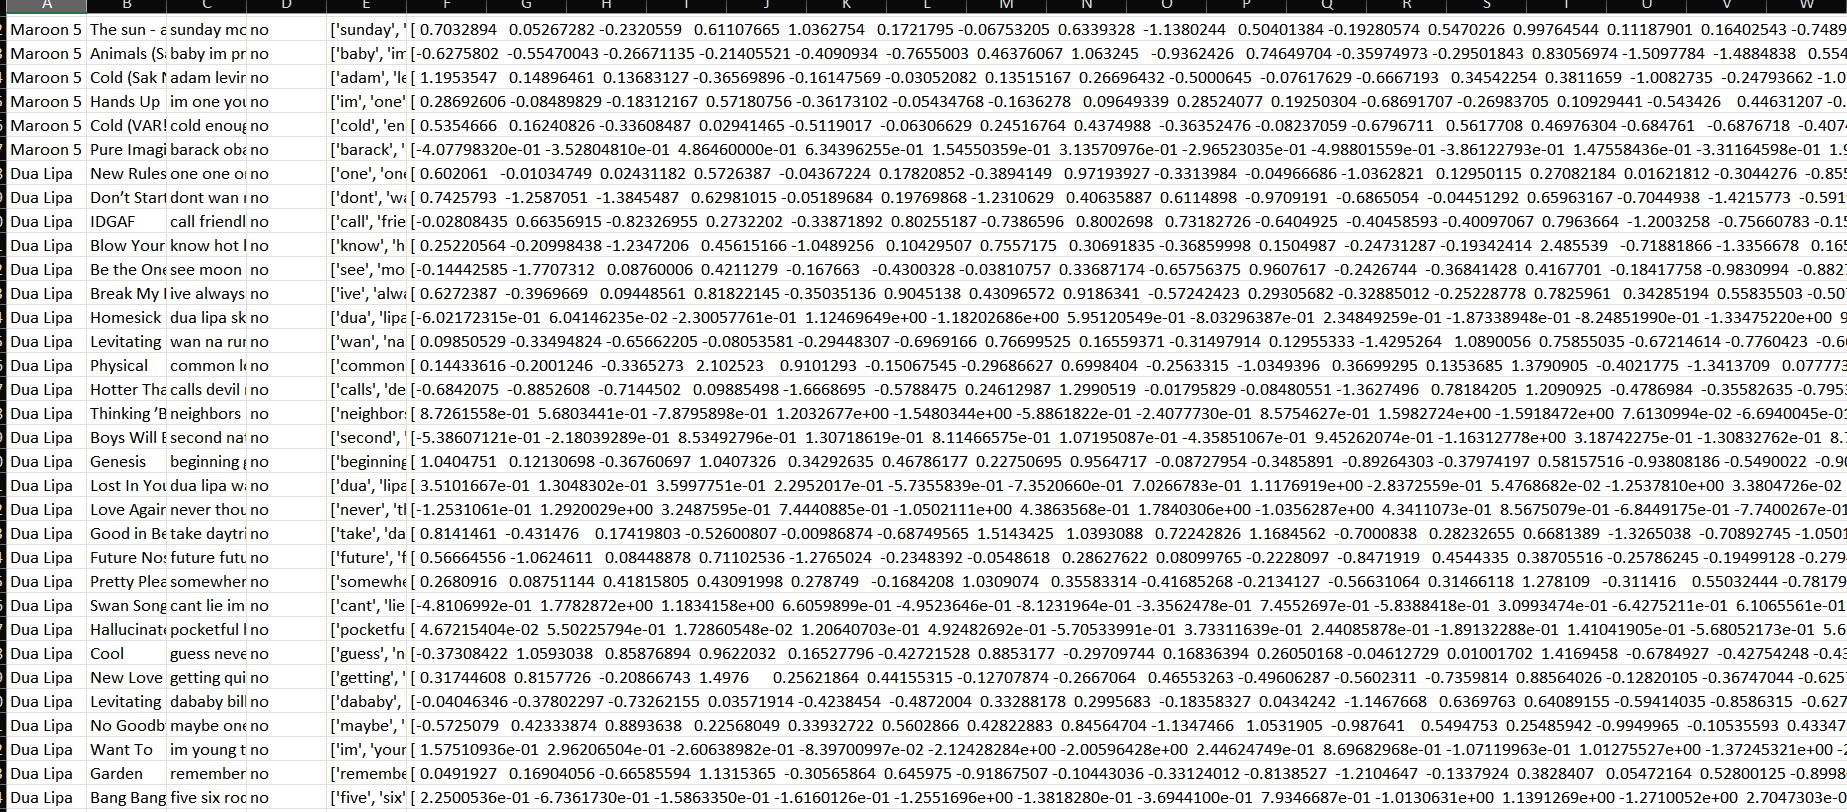 A B C D E F G H I J K L M N O P Q R S T U V W
Maroon 5 The sun - a sunday mo no ['sunday', ' [ 0.7032894 0.05267282 -0.2320559 0.61107665 1.0362754 0.1721795 -0.06753205 0.6339328 -1.1380244 0.50401384 -0.19280574 0.5470226 0.99764544 0.11187901 0.16402543 -0.7489
Maroon 5 Animals (Sa baby im pr no ['baby', 'im [-0.6275802 -0.55470043 -0.26671135 -0.21405521 -0.4090934 -0.7655003 0.46376067 1.063245 -0.9362426 0.74649704 -0.35974973 -0.29501843 0.83056974 -1.5097784 -1.4884838 0.554
Maroon 5 Cold (Sak N adam levin no ['adam', 'le [ 1.1953547 0.14896461 0.13683127 -0.36569896 -0.16147569 -0.03052082 0.13515167 0.26696432 -0.5000645 -0.07617629 -0.6667193 0.34542254 0.3811659 -1.0082735 -0.24793662 -1.0
Maroon 5 Hands Up im one you no ['im', 'one' [ 0.28692606 -0.08489829 -0.18312167 0.57180756 -0.36173102 -0.05434768 -0.1636278 0.09649339 0.28524077 0.19250304 -0.68691707 -0.26983705 0.10929441 -0.543426 0.44631207 -0.
Maroon 5 Cold (VAR! cold enoug no ['cold', 'en [ 0.5354666 0.16240826 -0.33608487 0.02941465 -0.5119017 -0.06306629 0.24516764 0.4374988 -0.36352476 -0.08237059 -0.6796711 0.5617708 0.46976304 -0.684761 -0.6876718 -0.407
Maroon 5 Pure Imagi barack oba no ['barack', ' [-4.07798320e-01 -3.52804810e-01 4.86460000e-01 6.34396255e-01 1.54550359e-01 3.13570976e-01 -2.96523035e-01 -4.98801559e-01 -3.86122793e-01 1.47558436e-01 -3.31164598e-01 1.9
Dua Lipa New Rules one one o no ['one', 'one [ 0.602061 -0.01034749 0.02431182 0.5726387 -0.04367224 0.17820852 -0.3894149 0.97193927 -0.3313984 -0.04966686 -1.0362821 0.12950115 0.27082184 0.01621812 -0.3044276 -0.855
Dua Lipa Don’t Start dont wan no ['dont', 'wa [ 0.7425793 -1.2587051 -1.3845487 0.62981015 -0.05189684 0.19769868 -1.2310629 0.40635887 0.6114898 -0.9709191 -0.6865054 -0.04451292 0.65963167 -0.7044938 -1.4215773 -0.591
Dua Lipa IDGAF call friendl no ['call', 'frie [-0.02808435 0.66356915 -0.82326955 0.2732202 -0.33871892 0.80255187 -0.7386596 0.8002698 0.73182726 -0.6404925 -0.40458593 -0.40097067 0.7963664 -1.2003258 -0.75660783 -0.15
Dua Lipa Blow Your know hot l no ['know', 'h [ 0.25220564 -0.20998438 -1.2347206 0.45615166 -1.0489256 0.10429507 0.7557175 0.30691835 -0.36859998 0.1504987 -0.24731287 -0.19342414 2.485539 -0.71881866 -1.3356678 0.165
Dua Lipa Be the One see moon no ['see', 'mo [-0.14442585 -1.7707312 0.08760006 0.4211279 -0.167663 -0.4300328 -0.03810757 0.33687174 -0.65756375 0.9607617 -0.2426744 -0.36841428 0.4167701 -0.18417758 -0.9830994 -0.882
Dua Lipa Break My ive always no ['ive', 'alwa [ 0.6272387 -0.3969669 0.09448561 0.81822145 -0.35035136 0.9045138 0.43096572 0.9186341 -0.57242423 0.29305682 -0.32885012 -0.25228778 0.7825961 0.34285194 0.55835503 -0.507
Dua Lipa Homesick dua lipa sk no ['dua', 'lipa [-6.02172315e-01 6.04146235e-02 -2.30057761e-01 1.12469649e+00 -1.18202686e+00 5.95120549e-01 -8.03296387e-01 2.34849259e-01 -1.87338948e-01 -8.24851990e-01 -1.33475220e+00 9
Dua Lipa Levitating wan na rur no ['wan', 'na [ 0.09850529 -0.33494824 -0.65662205 -0.08053581 -0.29448307 -0.6969166 0.76699525 0.16559371 -0.31497914 0.12955333 -1.4295264 1.0890056 0.75855035 -0.67214614 -0.7760423 -0.6
Dua Lipa Physical common l no ['common [ 0.14433616 -0.2001246 -0.3365273 2.102523 0.9101293 -0.15067545 -0.29686627 0.6998404 -0.2563315 -1.0349396 0.36699295 0.1353685 1.3790905 -0.4021775 -1.3413709 0.077773
Dua Lipa Hotter Tha calls devil no ['calls', 'de [-0.6842075 -0.8852608 -0.7144502 0.09885498 -1.6668695 -0.5788475 0.24612987 1.2990519 -0.01795829 -0.08480551 -1.3627496 0.78184205 1.2090925 -0.4786984 -0.35582635 -0.7953
Dua Lipa Thinking ’B neighbors no ['neighbor [ 8.7261558e-01 5.6803441e-01 -7.8795898e-01 1.2032677e+00 -1.5480344e+00 -5.8861822e-01 -2.4077730e-01 8.5754627e-01 1.5982724e+00 -1.5918472e+00 7.6130994e-02 -6.6940045e-01
Dua Lipa Boys Will B second nat no ['second', ' [-5.38607121e-01 -2.18039289e-01 8.53492796e-01 1.30718619e-01 8.11466575e-01 1.07195087e-01 -4.35851067e-01 9.45262074e-01 -1.16312778e+00 3.18742275e-01 -1.30832762e-01 8.7
Dua Lipa Genesis beginning g no ['beginning [ 1.0404751 0.12130698 -0.36760697 1.0407326 0.34292635 0.46786177 0.22750695 0.9564717 -0.08727954 -0.3485891 -0.89264303 -0.37974197 0.58157516 -0.93808186 -0.5490022 -0.90
Dua Lipa Lost In You dua lipa wa no ['dua', 'lipa [ 3.5101667e-01 1.3048302e-01 3.5997751e-01 2.2952017e-01 -5.7355839e-01 -7.3520660e-01 7.0266783e-01 1.1176919e+00 -2.8372559e-01 5.4768682e-02 -1.2537810e+00 3.3804726e-02
Dua Lipa Love Again never thou no ['never', 'th [-1.2531061e-01 1.2920029e+00 3.2487595e-01 7.4440885e-01 -1.0502111e+00 4.3863568e-01 1.7840306e+00 -1.0356287e+00 4.3411073e-01 8.5675079e-01 -6.8449175e-01 -7.7400267e-01
Dua Lipa Good in Be take daytri no ['take', 'da [ 0.8141461 -0.431476 0.17419803 -0.52600807 -0.00986874 -0.68749565 1.5143425 1.0393088 0.72242826 1.1684562 -0.7000838 0.28232655 0.6681389 -1.3265038 -0.70892745 -1.0501
Dua Lipa Future Nos future futu no ['future', 'f [ 0.56664556 -1.0624611 0.08448878 0.71102536 -1.2765024 -0.2348392 -0.0548618 0.28627622 0.08099765 -0.2228097 -0.8471919 0.4544335 0.38705516 -0.25786245 -0.19499128 -0.279
Dua Lipa Pretty Plea somewher no ['somewhe [ 0.2680916 0.08751144 0.41815805 0.43091998 0.278749 -0.1684208 1.0309074 0.35583314 -0.41685268 -0.2134127 -0.56631064 0.31466118 1.278109 -0.311416 0.55032444 -0.78179
Dua Lipa Swan Song cant lie im no ['cant', 'lie [-4.8106992e-01 1.7782872e+00 1.1834158e+00 6.6059899e-01 -4.9523646e-01 -8.1231964e-01 -3.3562478e-01 7.4552697e-01 -5.8388418e-01 3.0993474e-01 -6.4275211e-01 6.1065561e-01
Dua Lipa Hallucinate pocketful l no ['pocketfu [ 4.67215404e-02 5.50225794e-01 1.72860548e-02 1.20640703e-01 4.92482692e-01 -5.70533991e-01 3.73311639e-01 2.44085878e-01 -1.89132288e-01 1.41041905e-01 -5.68052173e-01 5.6
Dua Lipa Cool guess neve no ['guess', 'n [-0.37308422 1.0593038 0.85876894 0.9622032 0.16527796 -0.42721528 0.8853177 -0.29709744 0.16836394 0.26050168 -0.04612729 0.01001702 1.4169458 -0.6784927 -0.42754248 -0.43
Dua Lipa New Love getting qui no ['getting', ' [ 0.31744608 0.8157726 -0.20866743 1.4976 0.25621864 0.44155315 -0.12707874 -0.2667064 0.46553263 -0.49606287 -0.5602311 -0.7359814 0.88564026 -0.12820105 -0.36747044 -0.625
Dua Lipa Levitating dababy bill no ['dababy', [-0.04046346 -0.37802297 -0.73262155 0.03571914 -0.4238454 -0.4872004 0.33288178 0.2995683 -0.18358327 0.0434242 -1.1467668 0.6369763 0.64089155 -0.59414035 -0.8586315 -0.627
Dua Lipa No Goodb maybe one no ['maybe', ' [-0.5725079 0.42333874 0.8893638 0.22568049 0.33932722 0.5602866 0.42822883 0.84564704 -1.1347466 1.0531905 -0.987641 0.5494753 0.25485942 -0.9949965 -0.10535593 0.43347
Dua Lipa Want To im young t no ['im', 'your [ 1.57510936e-01 2.96206504e-01 -2.60638982e-01 -8.39700997e-02 -2.12428284e+00 -2.00596428e+00 2.44624749e-01 8.69682968e-01 -1.07119963e-01 1.01275527e+00 -1.37245321e+00 -2
Dua Lipa Garden remember no ['remembe [ 0.0491927 0.16904056 -0.66585594 1.1315365 -0.30565864 0.645975 -0.91867507 -0.10443036 -0.33124012 -0.8138527 -1.2104647 -0.1337924 0.3828407 0.05472164 0.52800125 -0.8998
Dua Lipa Bang Bang five six roc no ['five', 'six' [ 2.2500536e-01 -6.7361730e-01 -1.5863350e-01 -1.6160126e-01 -1.2551696e+00 -1.3818280e-01 -3.6944100e-01 7.9346687e-01 -1.0130631e+00 1.1391269e+00 -1.2710052e+00 2.7047303e-0